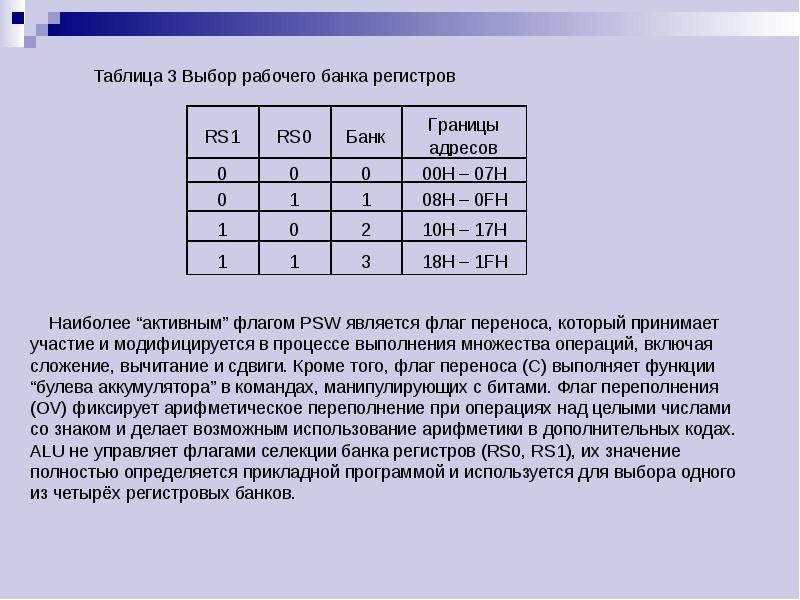 Таблица 3 Выбор рабочего банка регистров
RS1 RS0 Банк Границы адресов
0 0 0 00H – 07H
0 1 1 08H – 0FH
1 0 2 10H – 17H
1 1 3 18H – 1FH
Наиболее “активным” флагом PSW является флаг переноса, который принимает
участие и модифицируется в процессе выполнения множества операций, включая
сложение, вычитание и сдвиги. Кроме того, флаг переноса (C) выполняет функции
“булева аккумулятора” в командах, манипулирующих с битами. Флаг переполнения
(OV) фиксирует арифметическое переполнение при операциях над целыми числами
со знаком и делает возможным использование арифметики в дополнительных кодах.
ALU не управляет флагами селекции банка регистров (RS0, RS1), их значение
полностью определяется прикладной программой и используется для выбора одного
из четырёх регистровых банков.